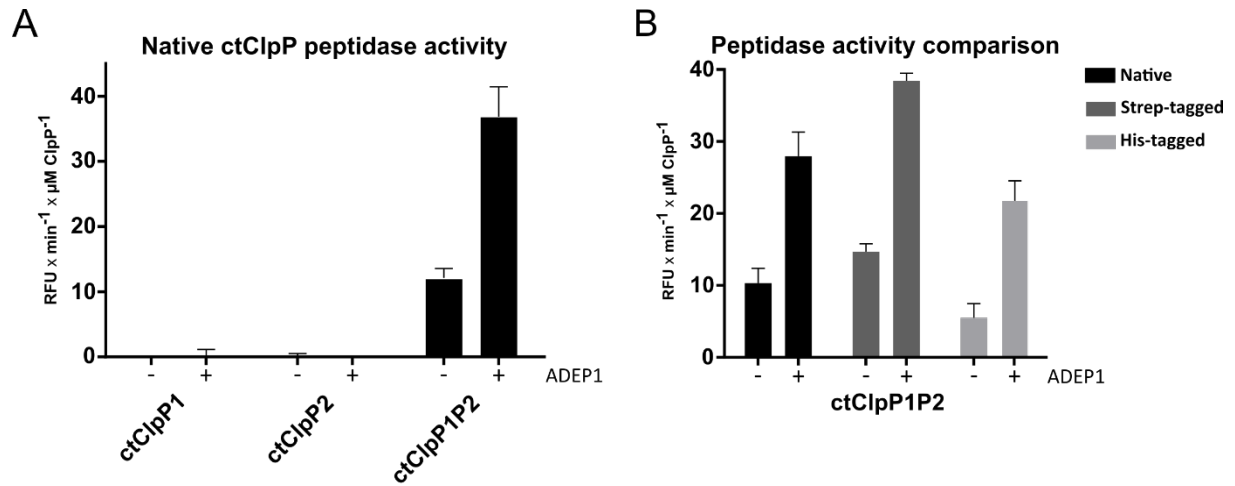 A
Native ctClpP peptidase activity
RFU x min⁻¹ x µM ClpP⁻¹
40
30
20
10
0
- + - + - + ADEP1
ctClpP1
ctClpP2
ctClpP1P2
B
Peptidase activity comparison
RFU x min⁻¹ x µM ClpP⁻¹
40
30
20
10
0
- + - + - + ADEP1
ctClpP1P2
Native
Strep-tagged
His-tagged